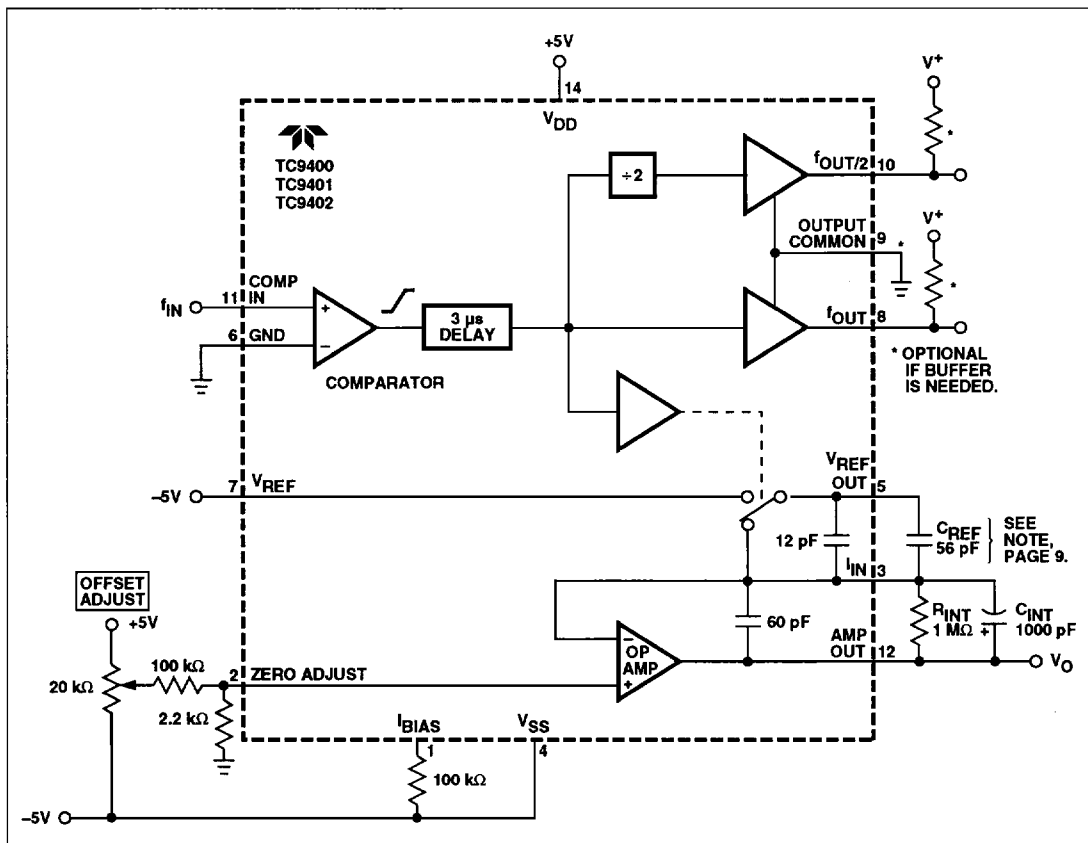 +5V
14
VDD
TC9400
TC9401
TC9402
V+
*
÷2
fOUT/2
10
OUTPUT
COMMON
9
*
V+
*
fIN
11
COMP
IN
+
6
GND
–
3 µs
DELAY
COMPARATOR
fOUT
8
* OPTIONAL
IF BUFFER
IS NEEDED.
–5V
7
VREF
VREF
OUT
5
12 pF
CREF
56 pF
SEE
NOTE,
PAGE 9.
IIN
3
OFFSET
ADJUST
+5V
60 pF
RINT
1 MΩ
+
CINT
1000 pF
–
OP
AMP
+
AMP
OUT
12
VO
20 kΩ
100 kΩ
2
ZERO ADJUST
2.2 kΩ
IBIAS
1
VSS
4
100 kΩ
–5V